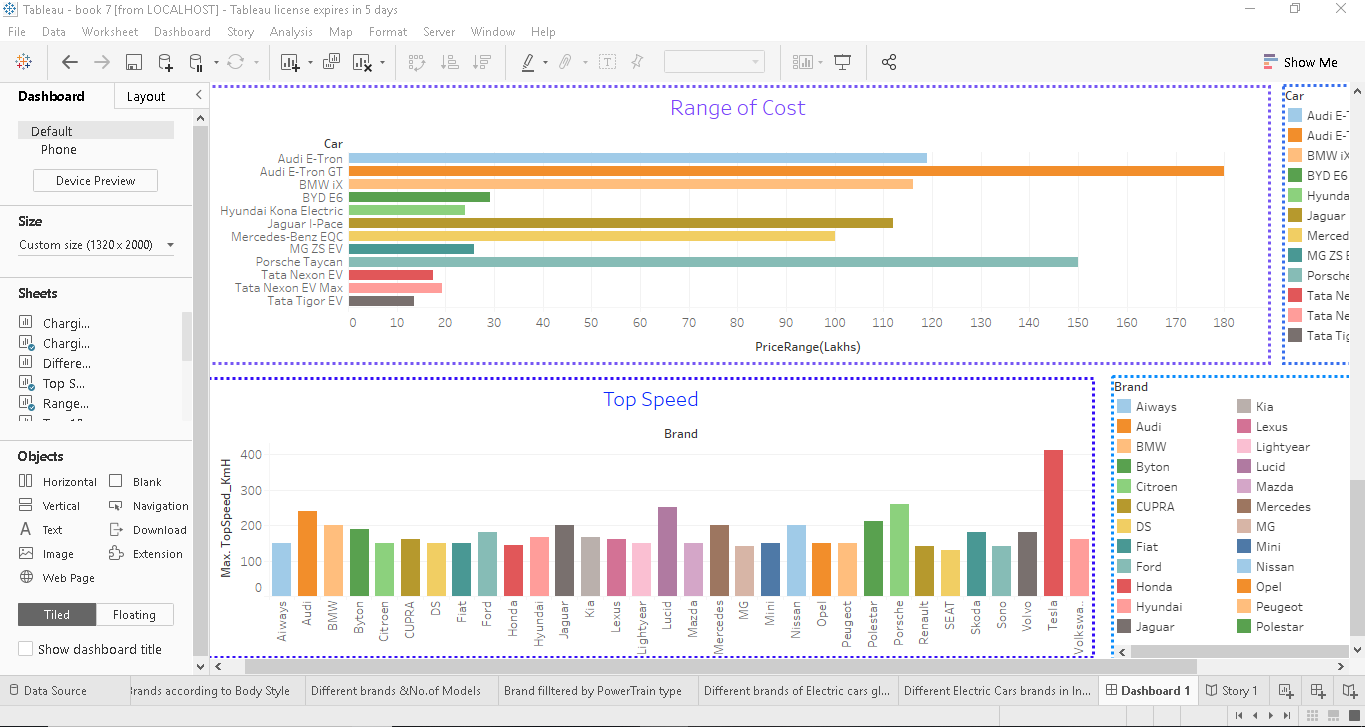 Tableau - book 7 [from LOCALHOST] - Tableau license expires in 5 days
File Data Worksheet Dashboard Story Analysis Map Format Server Window Help
Show Me
Dashboard Layout
Default
Phone
Device Preview
Size
Custom size (1320 x 2000)
Sheets
Chargi...
Chargi...
Differe...
Top S...
Range...
Objects
Horizontal Blank
Vertical Navigation
Text Download
Image Extension
Web Page
Tiled Floating
Show dashboard title
Range of Cost
Car
Audi E-Tron
Audi E-Tron GT
BMW iX
BYD E6
Hyundai Kona Electric
Jaguar I-Pace
Mercedes-Benz EQC
MG ZS EV
Porsche Taycan
Tata Nexon EV
Tata Nexon EV Max
Tata Tigor EV
0 10 20 30 40 50 60 70 80 90 100 110 120 130 140 150 160 170 180
PriceRange(Lakhs)
Car
Audi E-T
Audi E-T
BMW iX
BYD E6
Hyunda
Jaguar
Merced
MG ZS E
Porsche
Tata Ne
Tata Ne
Tata Tig
Top Speed
Brand
Max. TopSpeed_KmH
400
300
200
100
0
Aiways Audi BMW Byton Citroen CUPRA DS Fiat Ford Honda Hyundai Jaguar Kia Lexus Lightyear Lucid Mazda Mercedes MG Mini Nissan Opel Peugeot Polestar Porsche Renault SEAT Skoda Sono Volvo Tesla Volkswa..
Brand
Aiways Kia
Audi Lexus
BMW Lightyear
Byton Lucid
Citroen Mazda
CUPRA Mercedes
DS MG
Fiat Mini
Ford Nissan
Honda Opel
Hyundai Peugeot
Jaguar Polestar
Data Source
Brands according to Body Style
Different brands &No.of Models
Brand filltered by PowerTrain type
Different brands of Electric cars gl...
Different Electric Cars brands in In...
Dashboard 1
Story 1